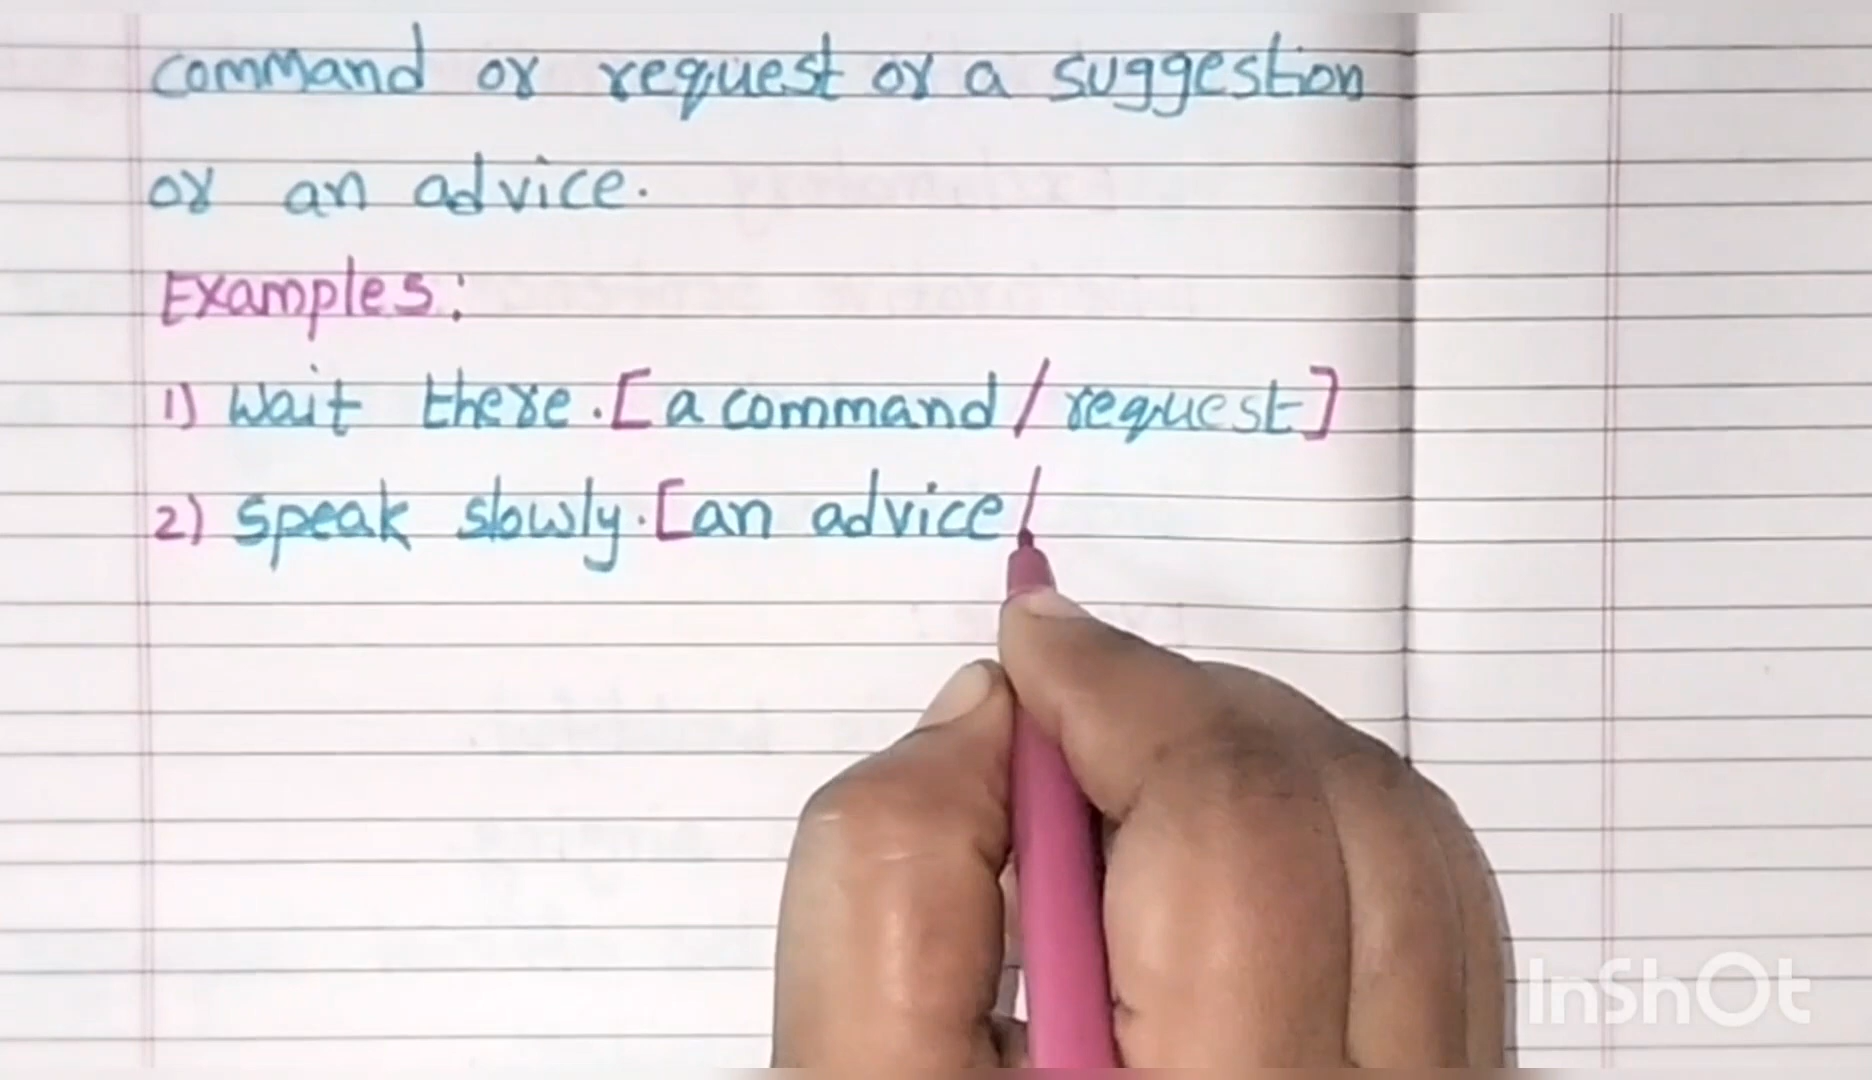 command or request or a suggestion
or an advice.
Examples:
1) Wait there. [a command/request]
2) Speak slowly. [an advice/
InShOt